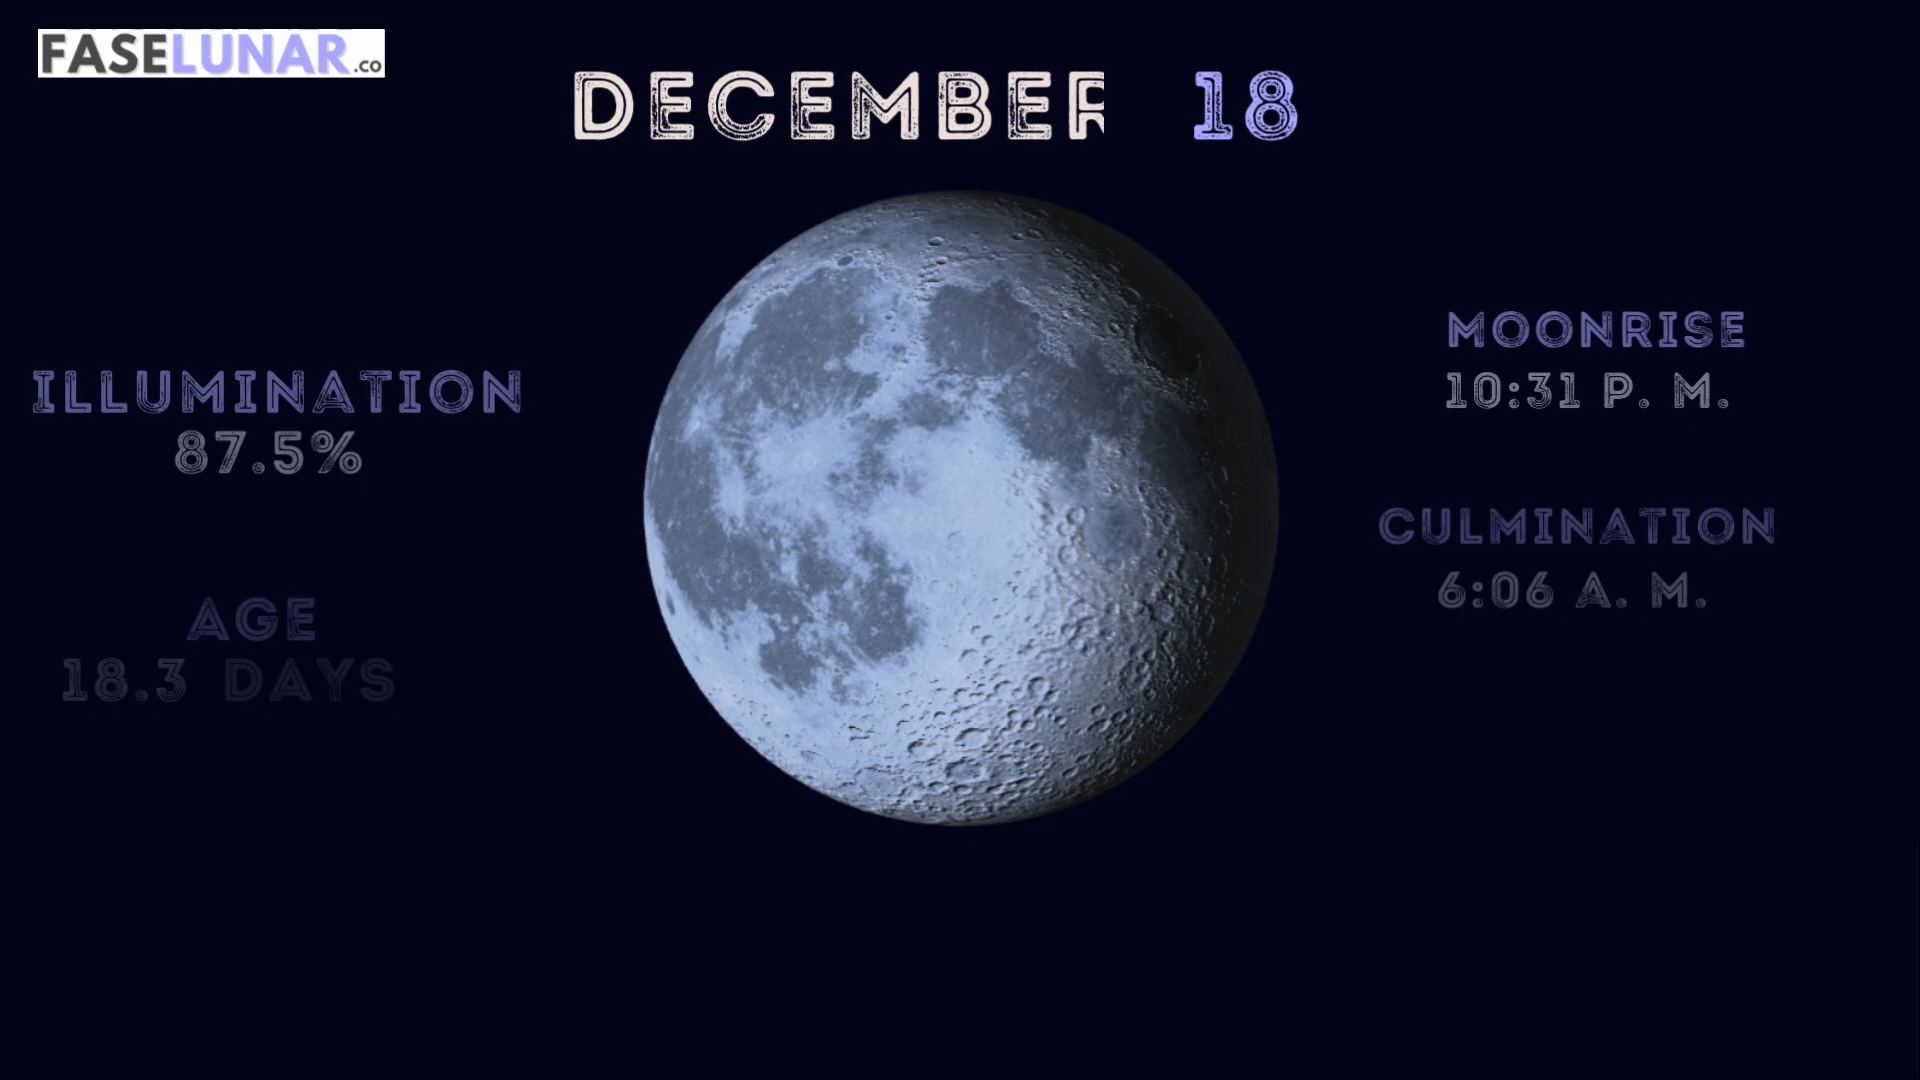 FASELUNAR.co
DECEMBER 18
ILLUMINATION
87.5%
AGE
18.3 DAYS
MOONRISE
10:31 P. M.
CULMINATION
6:06 A. M.